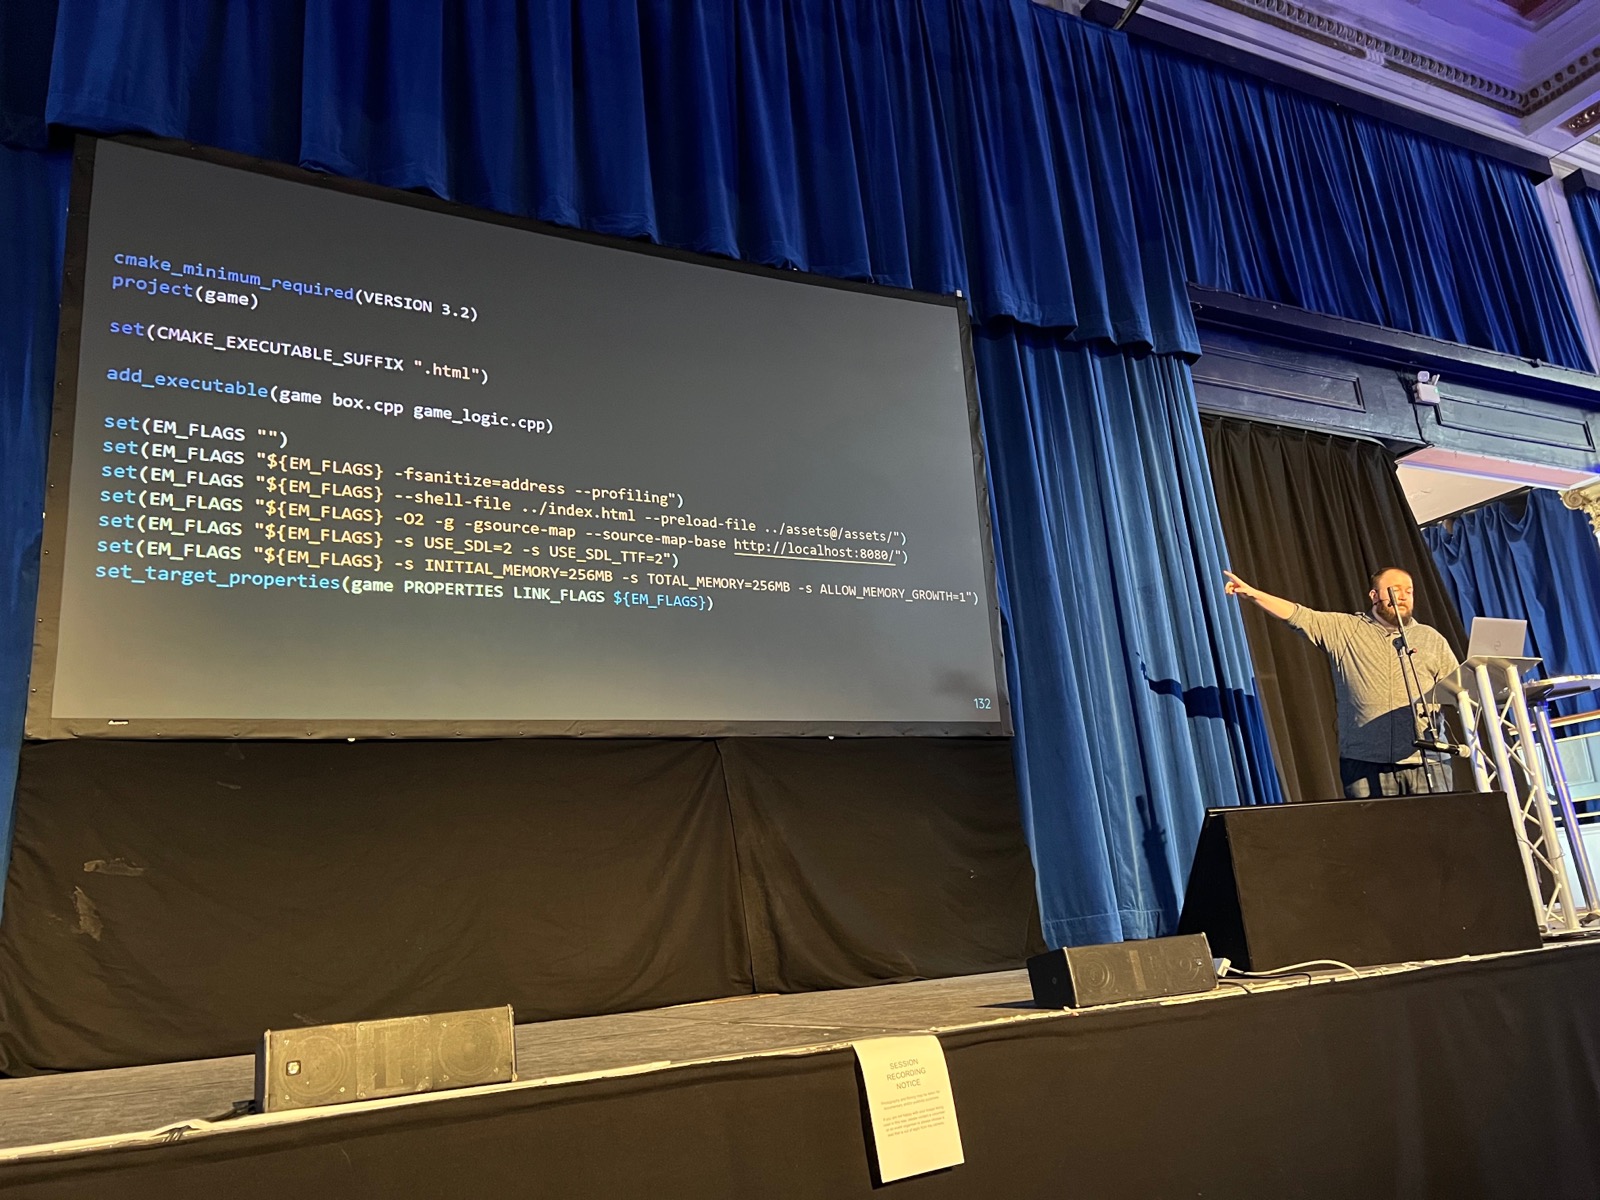 cmake_minimum_required(VERSION 3.2)
project(game)
set(CMAKE_EXECUTABLE_SUFFIX ".html")
add_executable(game box.cpp game_logic.cpp)
set(EM_FLAGS "")
set(EM_FLAGS "${EM_FLAGS} -fsanitize=address --profiling")
set(EM_FLAGS "${EM_FLAGS} --shell-file ../index.html --preload-file ../assets@/assets/")
set(EM_FLAGS "${EM_FLAGS} -O2 -g -gsource-map --source-map-base http://localhost:8080/")
set(EM_FLAGS "${EM_FLAGS} -s USE_SDL=2 -s USE_SDL_TTF=2")
set(EM_FLAGS "${EM_FLAGS} -s INITIAL_MEMORY=256MB -s TOTAL_MEMORY=256MB -s ALLOW_MEMORY_GROWTH=1")
set_target_properties(game PROPERTIES LINK_FLAGS ${EM_FLAGS})
132
SESSION
RECORDING
NOTICE